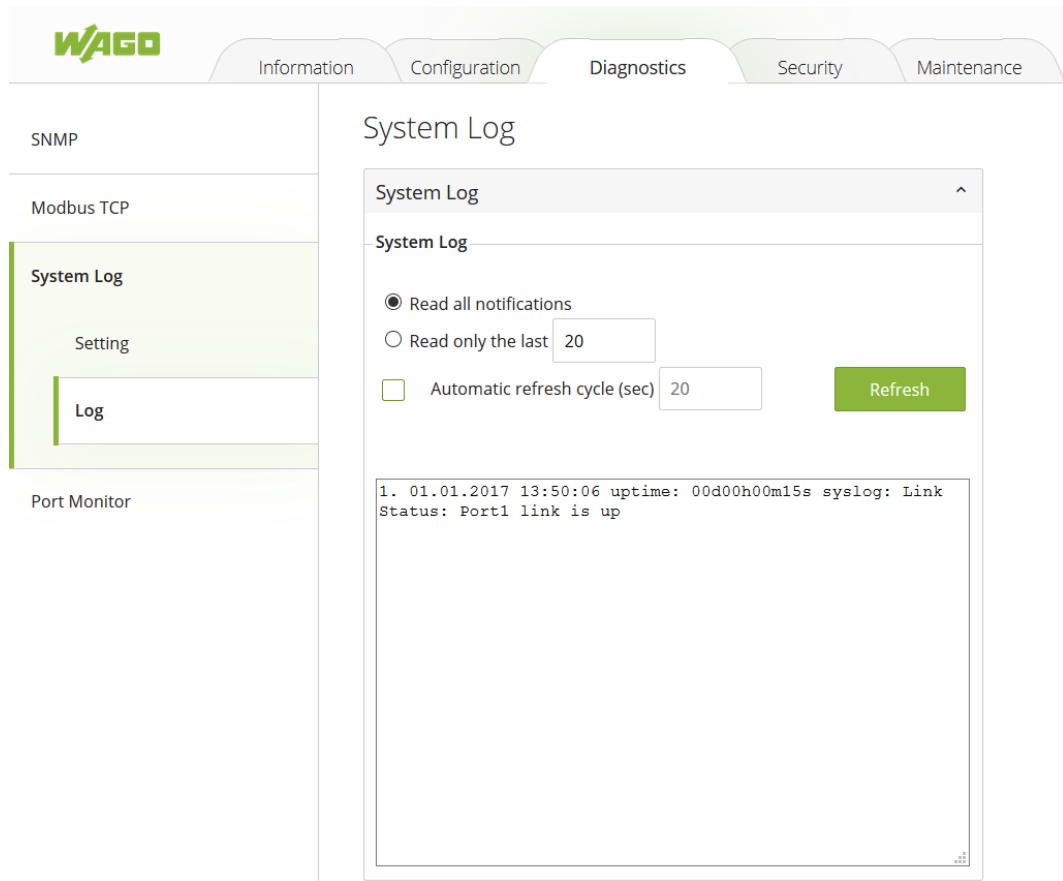 WAGO
Information Configuration Diagnostics Security Maintenance
SNMP
Modbus TCP
System Log
Setting
Log
Port Monitor
System Log
System Log
System Log
Read all notifications
Read only the last 20
Automatic refresh cycle (sec) 20 Refresh
1. 01.01.2017 13:50:06 uptime: 00d00h00m15s syslog: Link
Status: Port1 link is up